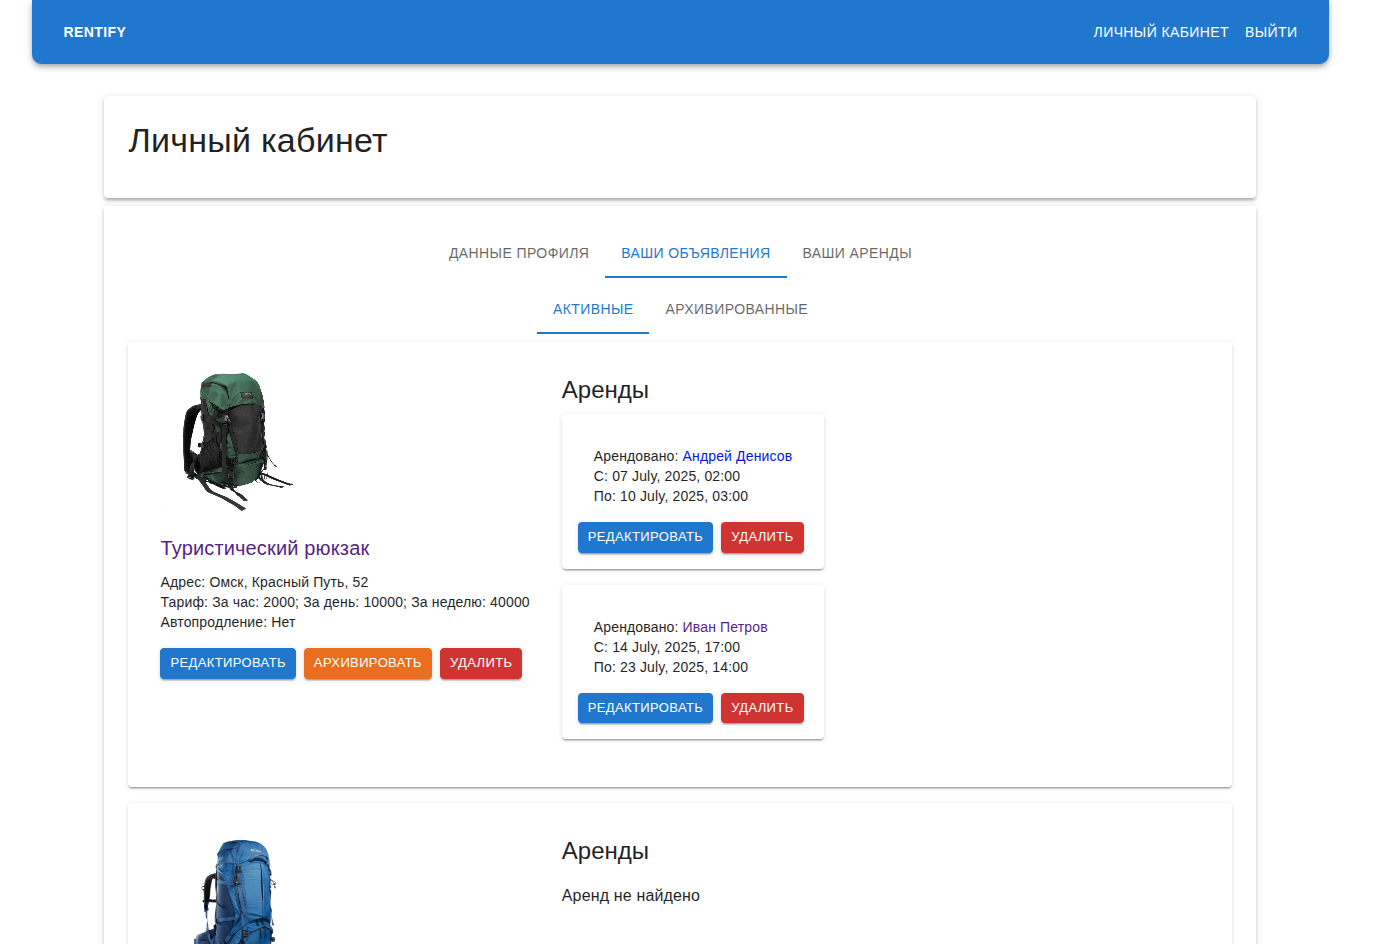 RENTIFY
ЛИЧНЫЙ КАБИНЕТ ВЫЙТИ
Личный кабинет
ДАННЫЕ ПРОФИЛЯ ВАШИ ОБЪЯВЛЕНИЯ ВАШИ АРЕНДЫ
АКТИВНЫЕ АРХИВИРОВАННЫЕ
Туристический рюкзак
Адрес: Омск, Красный Путь, 52
Тариф: За час: 2000; За день: 10000; За неделю: 40000
Автопродление: Нет
РЕДАКТИРОВАТЬ АРХИВИРОВАТЬ УДАЛИТЬ
Аренды
Арендовано: Андрей Денисов
С: 07 July, 2025, 02:00
По: 10 July, 2025, 03:00
РЕДАКТИРОВАТЬ УДАЛИТЬ
Арендовано: Иван Петров
С: 14 July, 2025, 17:00
По: 23 July, 2025, 14:00
РЕДАКТИРОВАТЬ УДАЛИТЬ
Аренды
Аренд не найдено